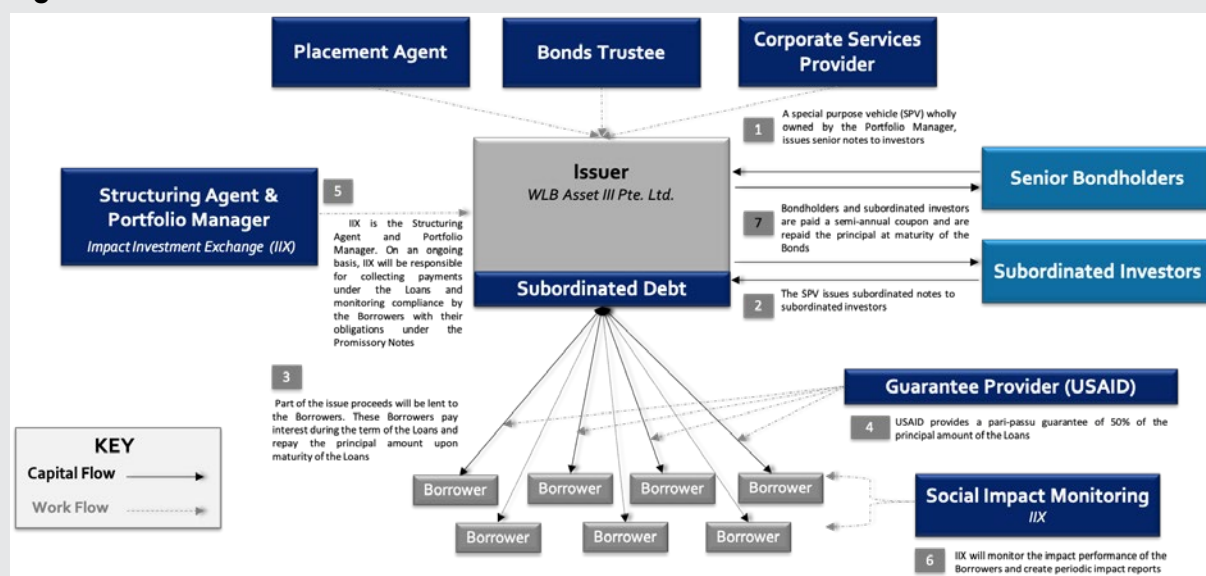 Placement Agent
Bonds Trustee
Corporate Services
Provider
1
A special purpose vehicle (SPV) wholly
owned by the Portfolio Manager,
issues senior notes to investors
Issuer
WLB Asset III Pte. Ltd.
Senior Bondholders
Structuring Agent &
Portfolio Manager
Impact Investment Exchange (IIX)
5
IIX is the Structuring
Agent and Portfolio
Manager. On an ongoing
basis, IIX will be responsible
for collecting payments
under the Loans and
monitoring compliance by
the Borrowers with their
obligations under the
Promissory Notes
7
Bondholders and subordinated investors
are paid a semi-annual coupon and are
repaid the principal at maturity of the
Bonds
Subordinated Investors
Subordinated Debt
2
The SPV issues subordinated notes to
subordinated investors
3
Part of the issue proceeds will be lent to
the Borrowers. These Borrowers pay
interest during the term of the Loans and
repay the principal amount upon
maturity of the Loans
Guarantee Provider (USAID)
4
USAID provides a pari-passu guarantee of 50% of the
principal amount of the Loans
KEY
Capital Flow
Work Flow
Borrower
Borrower
Borrower
Borrower
Borrower
Borrower
Borrower
Social Impact Monitoring
IIX
6
IIX will monitor the impact performance of the
Borrowers and create periodic impact reports